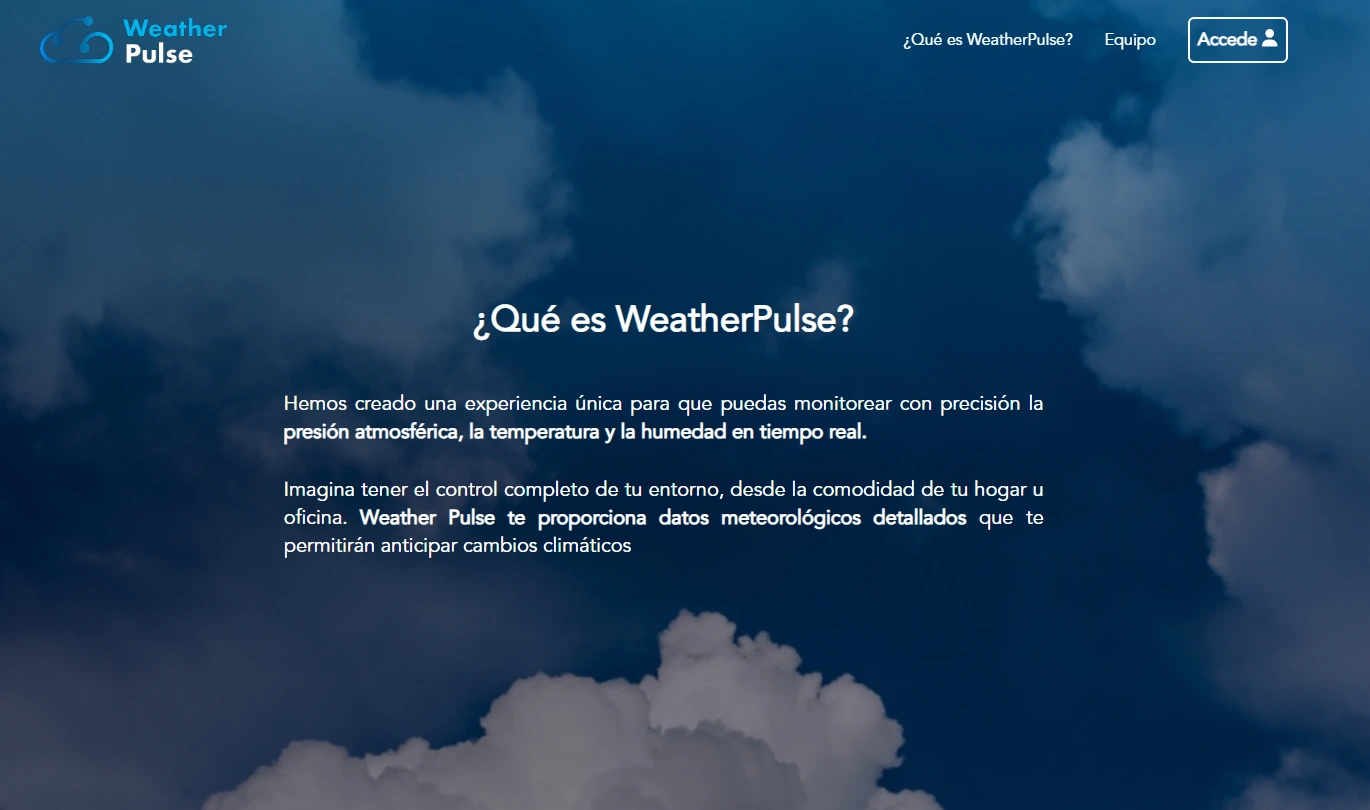 Weather
Pulse
¿Qué es WeatherPulse?
Equipo
Accede
¿Qué es WeatherPulse?
Hemos creado una experiencia única para que puedas monitorear con precisión la
presión atmosférica, la temperatura y la humedad en tiempo real.
Imagina tener el control completo de tu entorno, desde la comodidad de tu hogar u
oficina. Weather Pulse te proporciona datos meteorológicos detallados que te
permitirán anticipar cambios climáticos